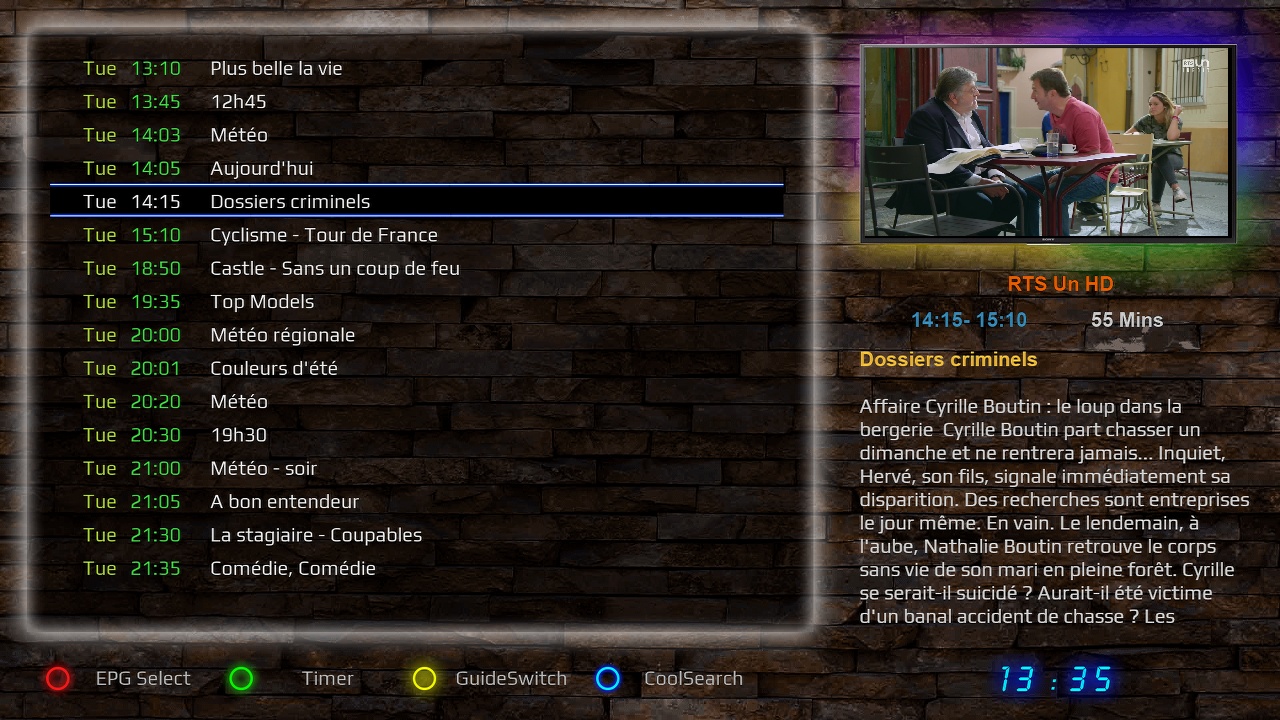 Tue 13:10 Plus belle la vie
Tue 13:45 12h45
Tue 14:03 Météo
Tue 14:05 Aujourd'hui
Tue 14:15 Dossiers criminels
Tue 15:10 Cyclisme - Tour de France
Tue 18:50 Castle - Sans un coup de feu
Tue 19:35 Top Models
Tue 20:00 Météo régionale
Tue 20:01 Couleurs d'été
Tue 20:20 Météo
Tue 20:30 19h30
Tue 21:00 Météo - soir
Tue 21:05 A bon entendeur
Tue 21:30 La stagiaire - Coupables
Tue 21:35 Comédie, Comédie
RTS Un
RTS Un HD
14:15- 15:10 55 Mins
Dossiers criminels
Affaire Cyrille Boutin : le loup dans la
bergerie Cyrille Boutin part chasser un
dimanche et ne rentrera jamais... Inquiet,
Hervé, son fils, signale immédiatement sa
disparition. Des recherches sont entreprises
le jour même. En vain. Le lendemain, à
l'aube, Nathalie Boutin retrouve le corps
sans vie de son mari en pleine forêt. Cyrille
se serait-il suicidé ? Aurait-il été victime
d'un banal accident de chasse ? Les
EPG Select Timer GuideSwitch CoolSearch
13:35